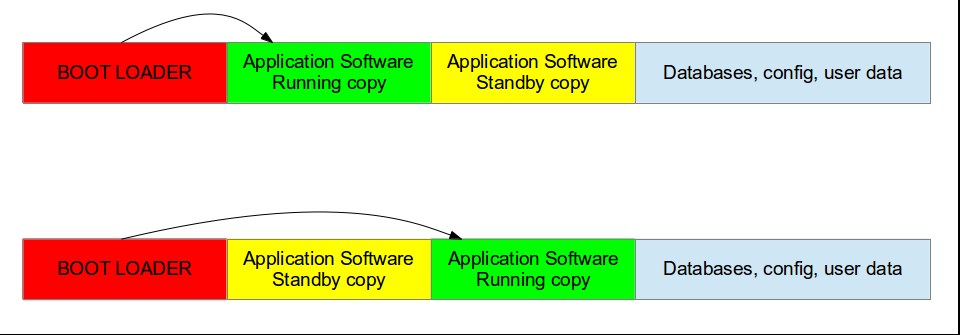 BOOT LOADER
Application Software
Running copy
Application Software
Standby copy
Databases, config, user data
BOOT LOADER
Application Software
Standby copy
Application Software
Running copy
Databases, config, user data